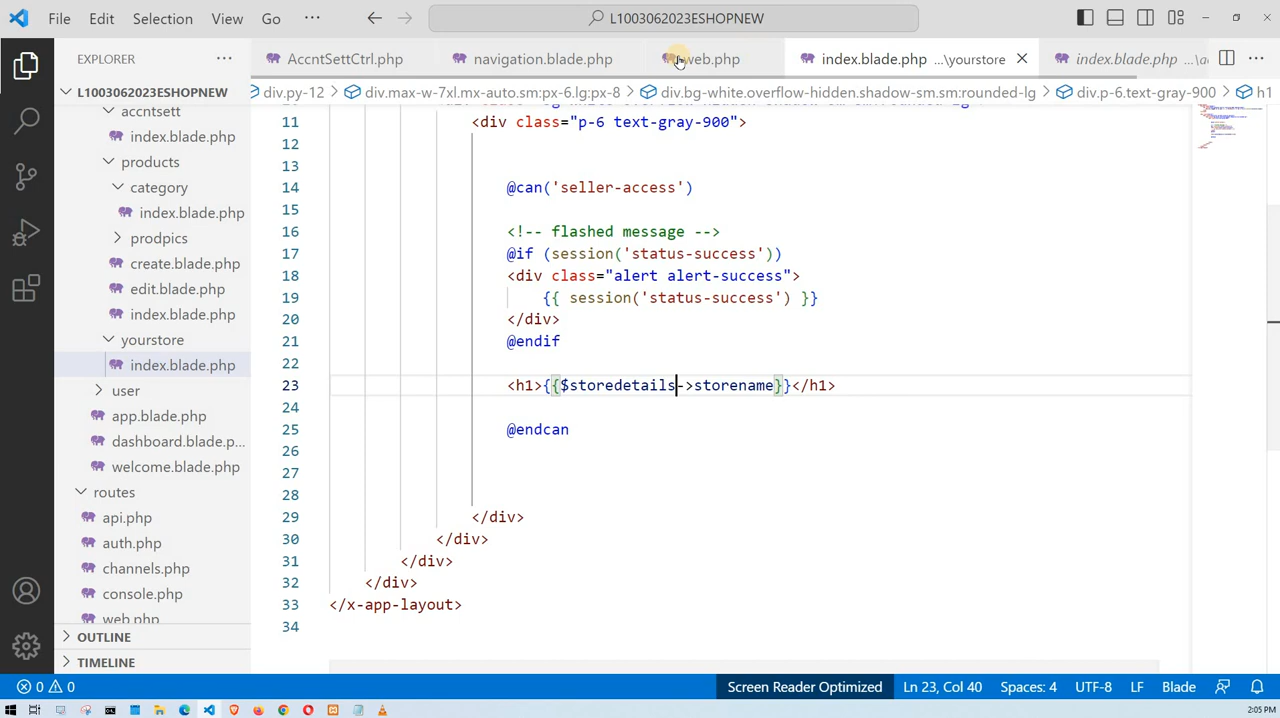 File Edit Selection View Go ··· L1003062023ESHOPNEW
EXPLORER ···
AccntSettCtrl.php navigation.blade.php web.php index.blade.php ...\yourstore index.blade.php ...\a
L1003062023ESHOPNEW
div.py-12 > div.max-w-7xl.mx-auto.sm:px-6.lg:px-8 > div.bg-white.overflow-hidden.shadow-sm.sm:rounded-lg > div.p-6.text-gray-900 > h1
accntsett
index.blade.php
products
category
index.blade.php
prodpics
create.blade.php
edit.blade.php
index.blade.php
yourstore
index.blade.php
user
app.blade.php
dashboard.blade.p...
welcome.blade.php
routes
api.php
auth.php
channels.php
console.php
web.php
OUTLINE
TIMELINE
11 <div class="p-6 text-gray-900">
12
13
14 @can('seller-access')
15
16 <!-- flashed message -->
17 @if (session('status-success'))
18 <div class="alert alert-success">
19 {{ session('status-success') }}
20 </div>
21 @endif
22
23 <h1>{{$storedetails->storename}}</h1>
24
25 @endcan
26
27
28
29 </div>
30 </div>
31 </div>
32 </div>
33 </x-app-layout>
34
0 0 Screen Reader Optimized Ln 23, Col 40 Spaces: 4 UTF-8 LF Blade
2:05 PM